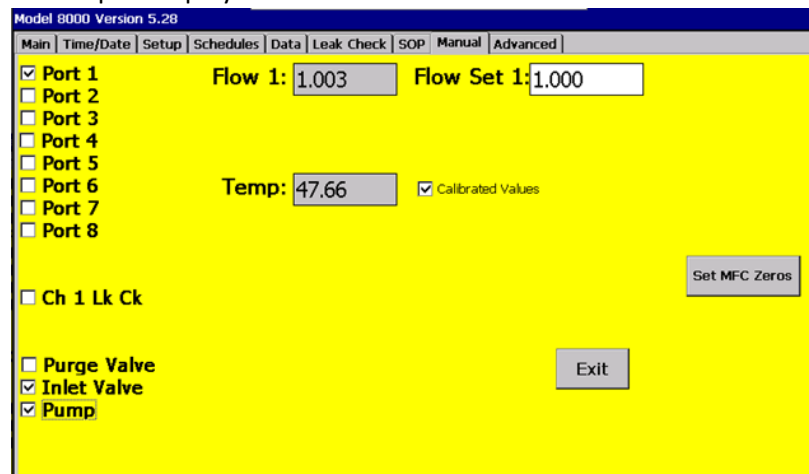 Model 8000 Version 5.28
Main Time/Date Setup Schedules Data Leak Check SOP Manual Advanced
Port 1 Flow 1: 1.003 Flow Set 1: 1.000
Port 2
Port 3
Port 4
Port 5
Port 6 Temp: 47.66 Calibrated Values
Port 7
Port 8
Set MFC Zeros
Ch 1 Lk Ck
Purge Valve Exit
Inlet Valve
Pump